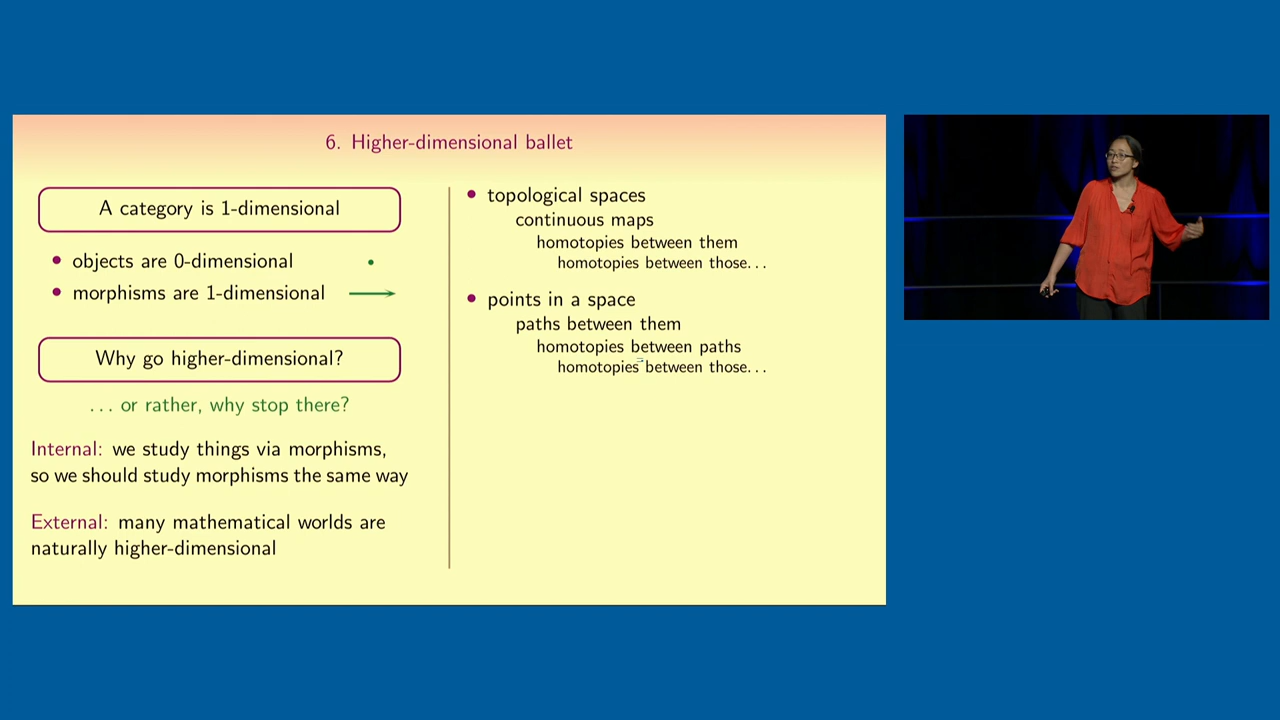 6. Higher-dimensional ballet
A category is 1-dimensional
• objects are 0-dimensional
• morphisms are 1-dimensional
Why go higher-dimensional?
... or rather, why stop there?
Internal: we study things via morphisms,
so we should study morphisms the same way
External: many mathematical worlds are
naturally higher-dimensional
• topological spaces
continuous maps
homotopies between them
homotopies between those...
• points in a space
paths between them
homotopies between paths
homotopies between those...